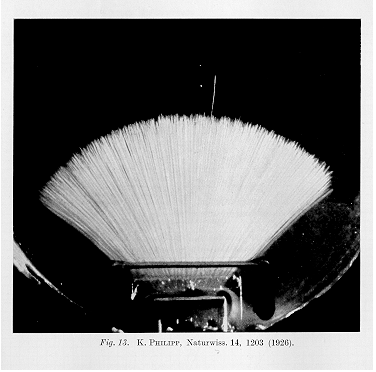 Fig. 13. K. Philipp, Naturwiss. 14, 1203 (1926).